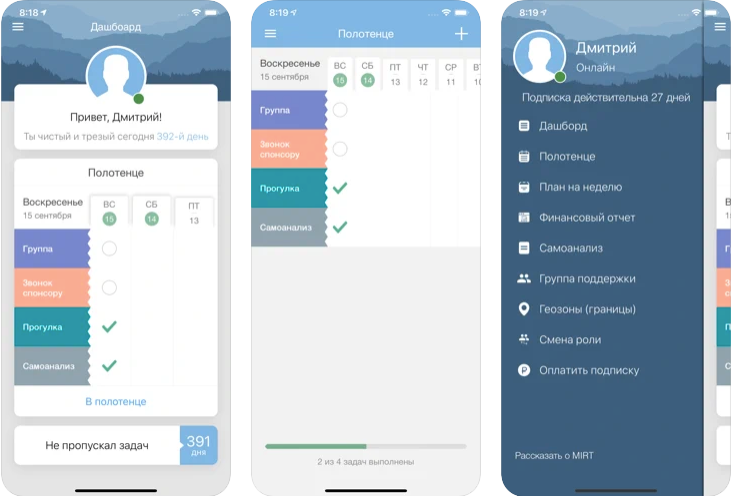 8:18
Дашбоард
Привет, Дмитрий!
Ты чистый и трезый сегодня 392-й день
Полотенце
Воскресенье
15 сентября
ВС
15
СБ
14
ПТ
13
Группа
Звонок
спонсору
Прогулка
Самоанализ
В полотенце
Не пропускал задач
391
дня
8:19
Полотенце
Воскресенье
15 сентября
ВС
15
СБ
14
ПТ
13
ЧТ
12
СР
11
ВТ
10
Группа
Звонок
спонсору
Прогулка
Самоанализ
2 из 4 задач выполнены
8:19
Дмитрий
Онлайн
Подписка действительна 27 дней
Дашборд
Полотенце
План на неделю
Финансовый отчет
Самоанализ
Группа поддержки
Геозоны (границы)
Смена роли
Оплатить подписку
Рассказать о MIRT